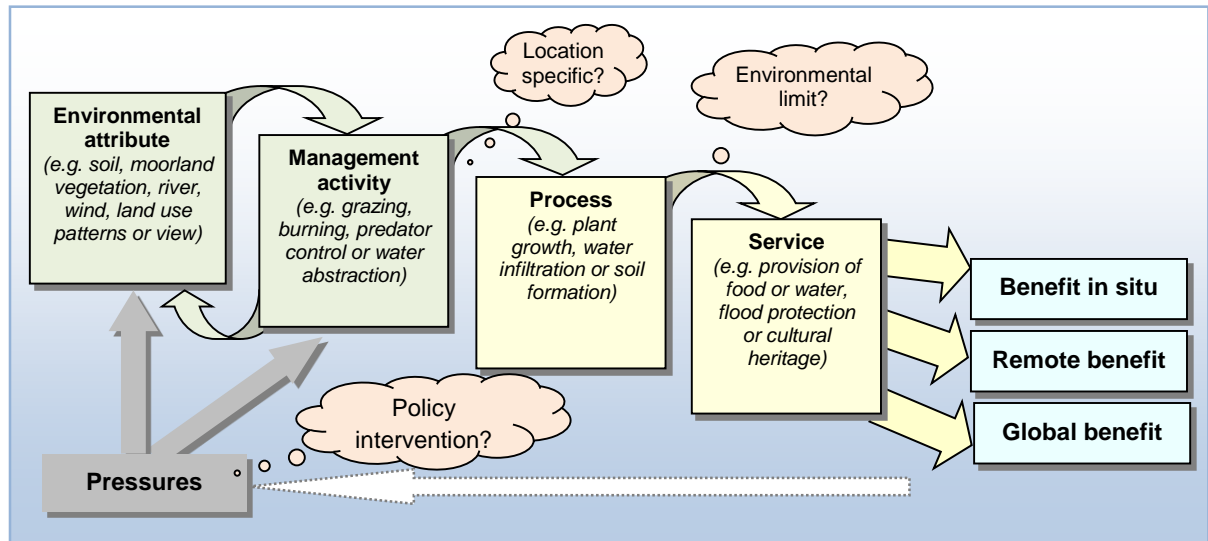 Environmental
attribute
(e.g. soil, moorland
vegetation, river,
wind, land use
patterns or view)
Management
activity
(e.g. grazing,
burning, predator
control or water
abstraction)
Location
specific?
Process
(e.g. plant
growth, water
infiltration or soil
formation)
Environmental
limit?
Service
(e.g. provision of
food or water,
flood protection
or cultural
heritage)
Benefit in situ
Remote benefit
Global benefit
Policy
intervention?
Pressures